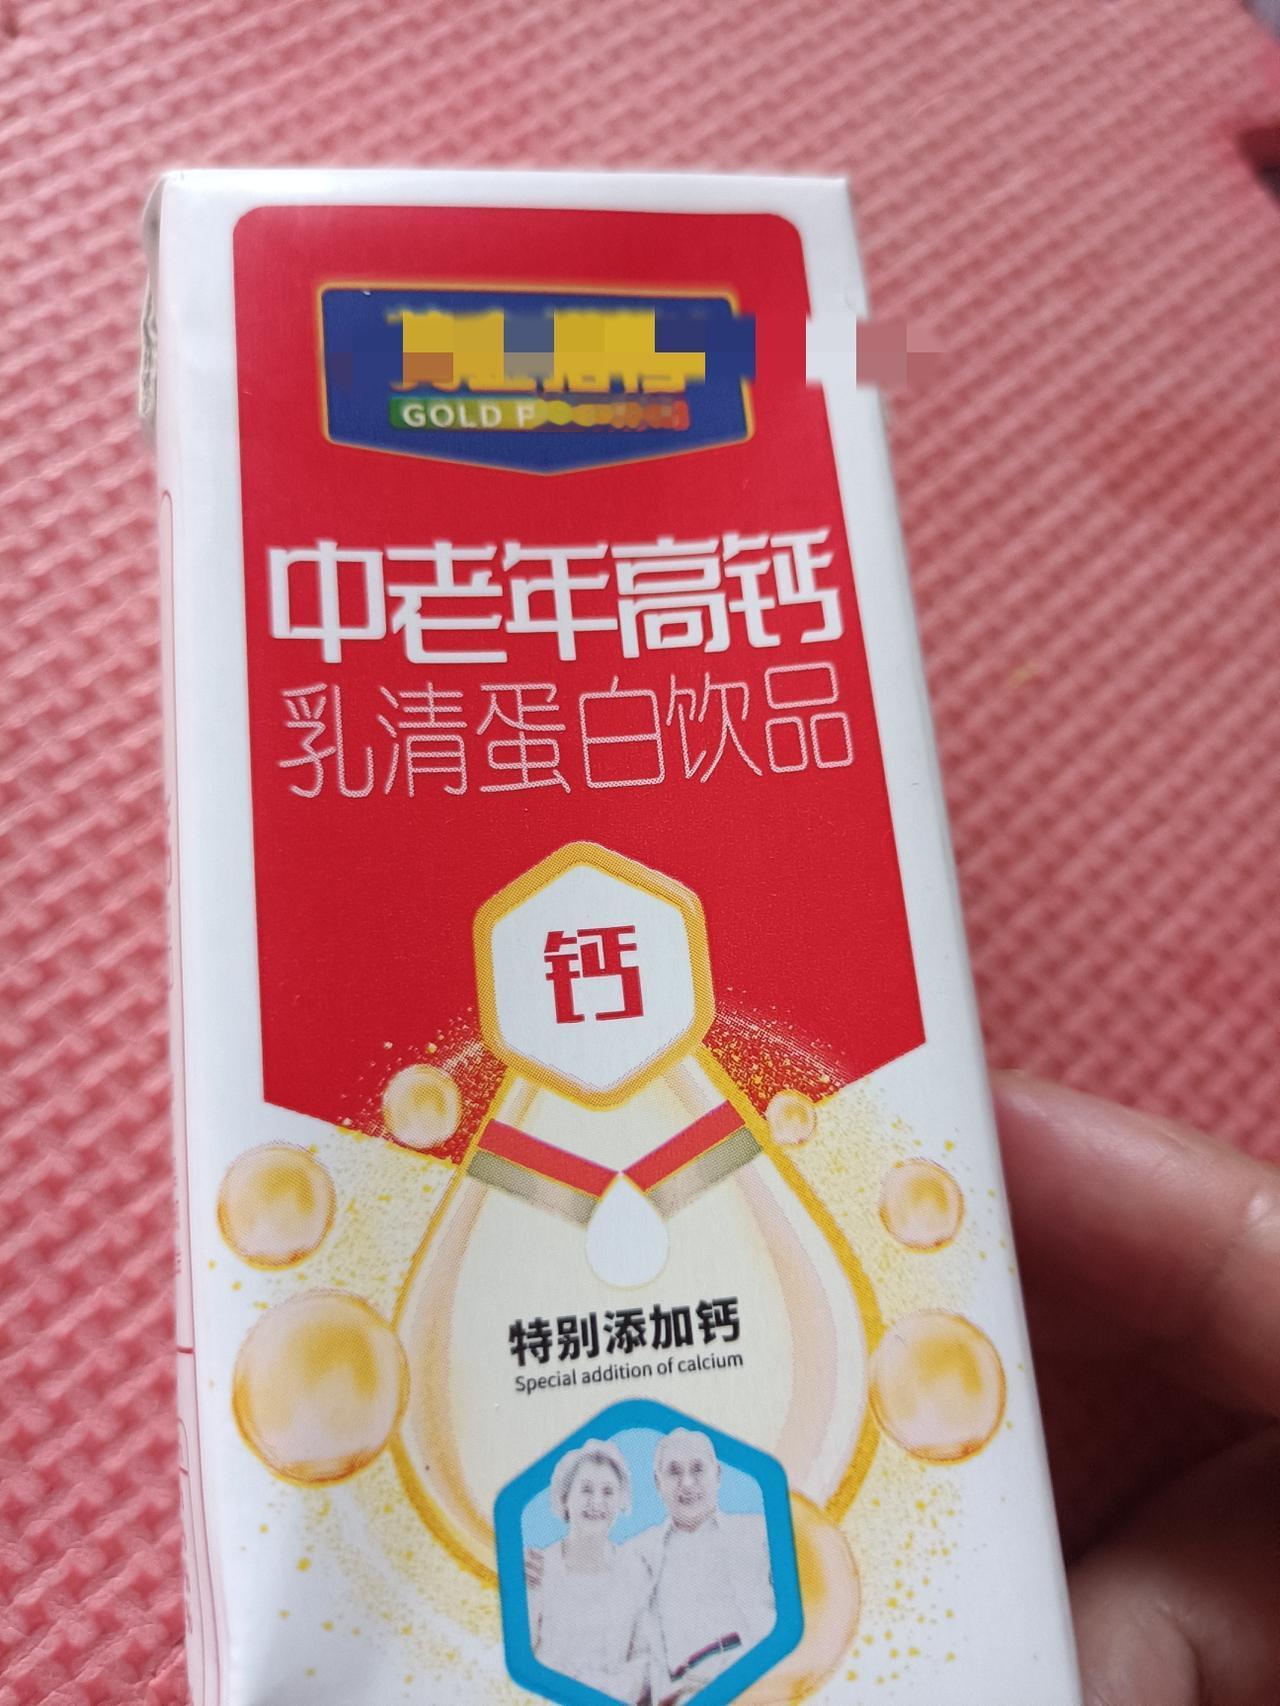 GOLD P
中老年高钙
乳清蛋白饮品
钙
特别添加钙
Special addition of calcium